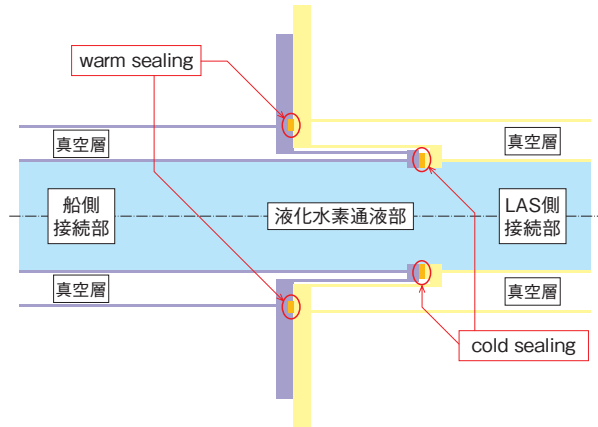 warm sealing
真空層
真空層
船側
接続部
液化水素通液部
LAS側
接続部
真空層
真空層
cold sealing